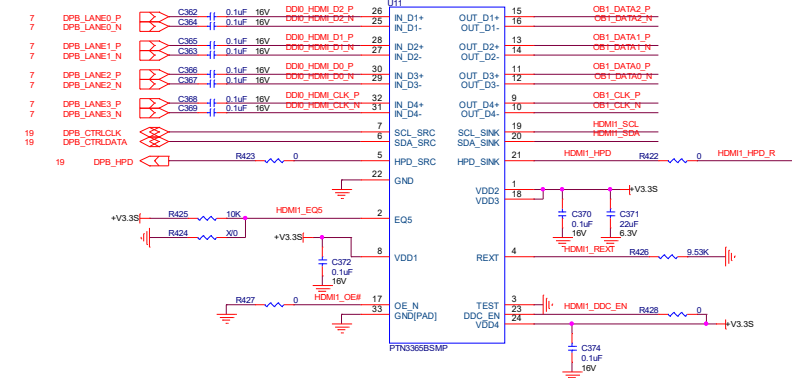 U11
7 DPB_LANE0_P C362 0.1uF 16V DDI0_HDMI_D2_P 26 IN_D1+ OUT_D1+ 15 OB1_DATA2_P
7 DPB_LANE0_N C364 0.1uF 16V DDI0_HDMI_D2_N 25 IN_D1- OUT_D1- 16 OB1_DATA2_N
7 DPB_LANE1_P C365 0.1uF 16V DDI0_HDMI_D1_P 28 IN_D2+ OUT_D2+ 13 OB1_DATA1_P
7 DPB_LANE1_N C363 0.1uF 16V DDI0_HDMI_D1_N 27 IN_D2- OUT_D2- 14 OB1_DATA1_N
7 DPB_LANE2_P C366 0.1uF 16V DDI0_HDMI_D0_P 30 IN_D3+ OUT_D3+ 11 OB1_DATA0_P
7 DPB_LANE2_N C367 0.1uF 16V DDI0_HDMI_D0_N 29 IN_D3- OUT_D3- 12 OB1_DATA0_N
7 DPB_LANE3_P C368 0.1uF 16V DDI0_HDMI_CLK_P 32 IN_D4+ OUT_D4+ 9 OB1_CLK_P
7 DPB_LANE3_N C369 0.1uF 16V DDI0_HDMI_CLK_N 31 IN_D4- OUT_D4- 10 OB1_CLK_N
19 DPB_CTRLCLK 7 SCL_SRC SCL_SINK 19 HDMI1_SCL
19 DPB_CTRLDATA 6 SDA_SRC SDA_SINK 20 HDMI1_SDA
19 DPB_HPD R423 0 5 HPD_SRC HPD_SINK 21 HDMI1_HPD R422 0 HDMI1_HPD_R
22 GND
VDD2 1 +V3.3S
VDD3 18
+V3.3S R425 10K HDMI1_EQ5 2 EQ5
C370 C371
0.1uF 22uF
16V 6.3V
R424 X/0
+V3.3S
8 VDD1 REXT 4 HDMI1_REXT R426 9.53K
C372
0.1uF
16V
R427 0 HDMI1_OE# 17 OE_N TEST 3
33 GND[PAD] DDC_EN 23 HDMI1_DDC_EN R428 0
VDD4 24 +V3.3S
PTN3365BSMP
C374
0.1uF
16V